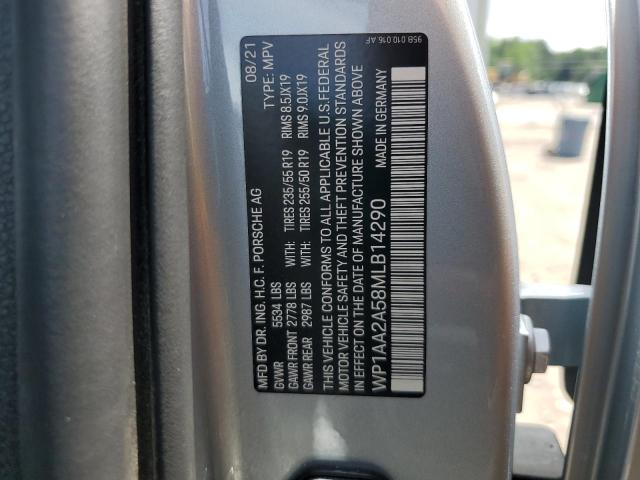 95B 010 016 AF
MFD BY DR. ING. H.C. F. PORSCHE AG 08/21
GVWR 5534 LBS TYPE: MPV
GAWR FRONT 2778 LBS TIRES 235/55 R19 RIMS 8.5JX19
GAWR REAR 2987 LBS TIRES 255/50 R19 RIMS 9.0JX19
THIS VEHICLE CONFORMS TO ALL APPLICABLE U.S.FEDERAL
MOTOR VEHICLE SAFETY AND THEFT PREVENTION STANDARDS
IN EFFECT ON THE DATE OF MANUFACTURE SHOWN ABOVE
WP1AA2A58MLB14290 MADE IN GERMANY